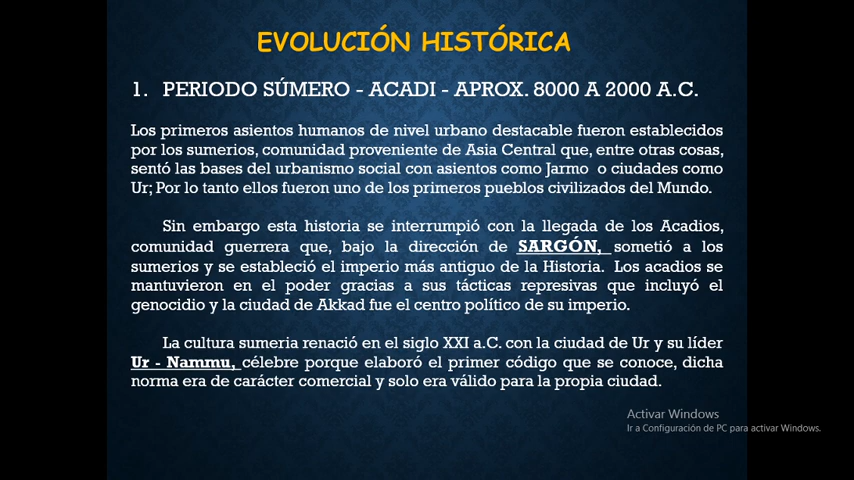 EVOLUCIÓN HISTÓRICA
1. PERIODO SÚMERO - ACADI - APROX. 8000 A 2000 A.C.
Los primeros asientos humanos de nivel urbano destacable fueron establecidos
por los sumerios, comunidad proveniente de Asia Central que, entre otras cosas,
sentó las bases del urbanismo social con asientos como Jarmo o ciudades como
Ur; Por lo tanto ellos fueron uno de los primeros pueblos civilizados del Mundo.
Sin embargo esta historia se interrumpió con la llegada de los Acadios,
comunidad guerrera que, bajo la dirección de SARGÓN, sometió a los
sumerios y se estableció el imperio más antiguo de la Historia. Los acadios se
mantuvieron en el poder gracias a sus tácticas represivas que incluyó el
genocidio y la ciudad de Akkad fue el centro político de su imperio.
La cultura sumeria renació en el siglo XXI a.C. con la ciudad de Ur y su líder
Ur - Nammu, célebre porque elaboró el primer código que se conoce, dicha
norma era de carácter comercial y solo era válido para la propia ciudad.
Activar Windows
Ir a Configuración de PC para activar Windows.